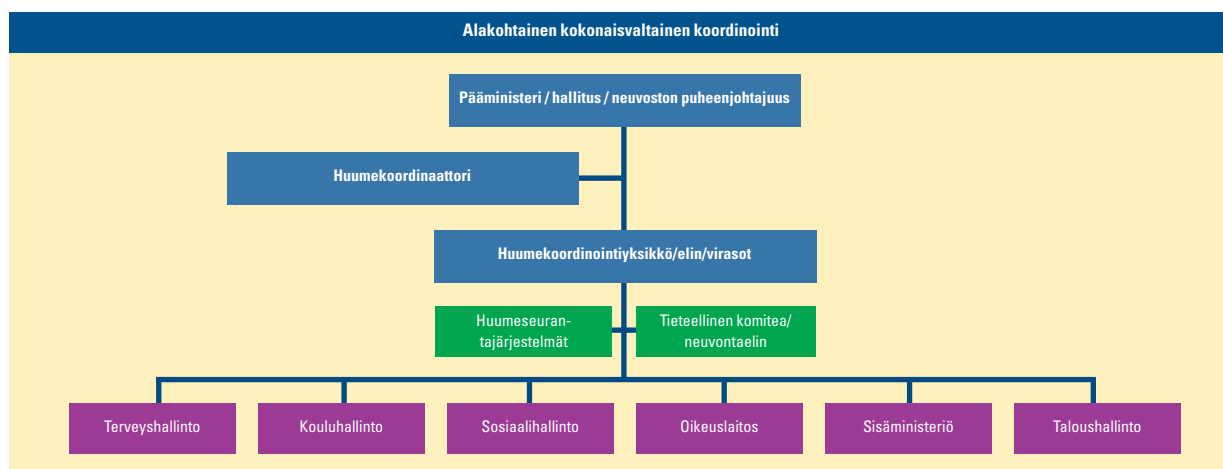 Alakohtainen kokonaisvaltainen koordinointi
Pääministeri / hallitus / neuvoston puheenjohtajuus
Huumekoordinaattori
Huumekoordinointiyksikkö/elin/virasot
Huumeseuran-
tajärjestelmät
Tieteellinen komitea/
neuvontaelin
Terveyshallinto
Kouluhallinto
Sosiaalihallinto
Oikeuslaitos
Sisäministeriö
Taloushallinto